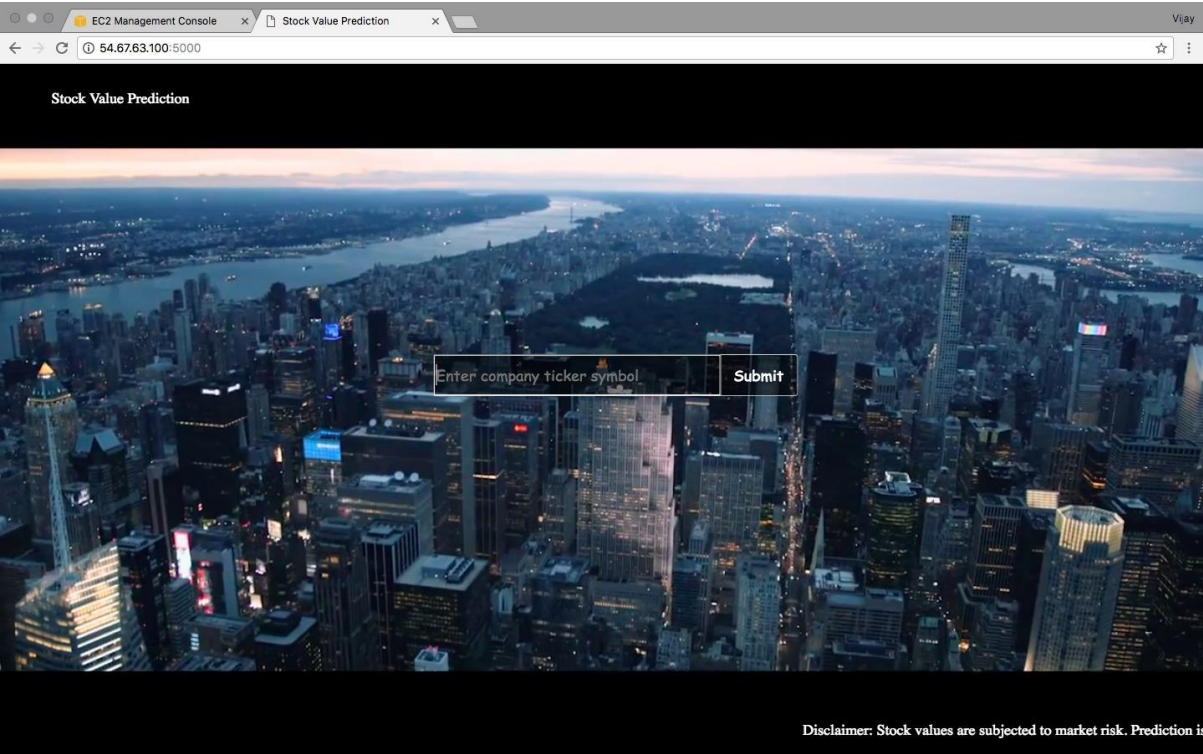 EC2 Management Console
Stock Value Prediction
Vijay
54.67.63.100:5000
Stock Value Prediction
Enter company ticker symbol
Submit
Disclaimer: Stock values are subjected to market risk. Prediction is